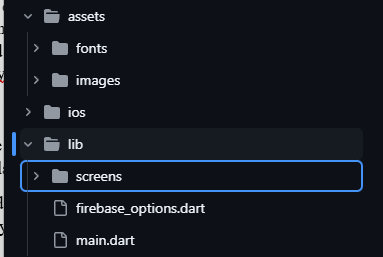 assets
fonts
images
ios
lib
screens
firebase_options.dart
main.dart